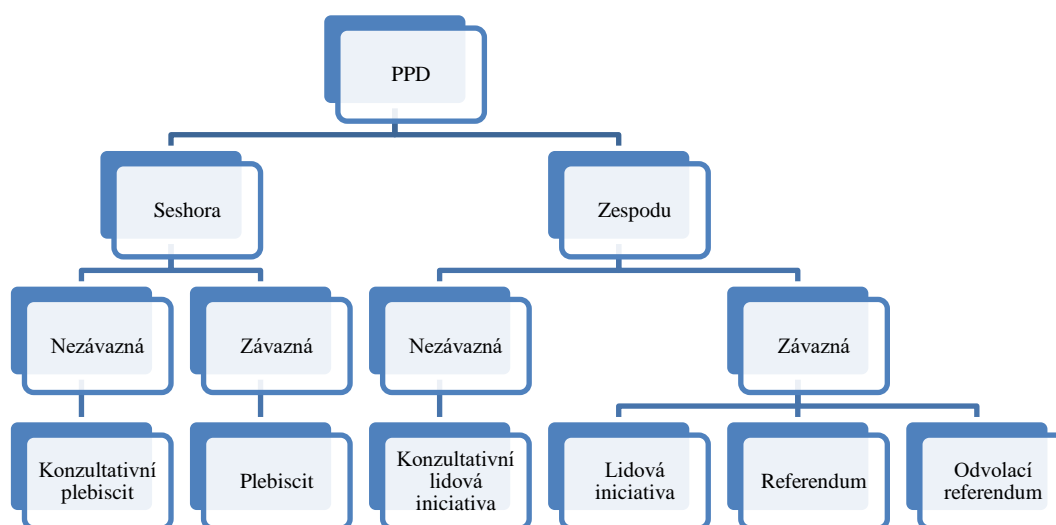 PPD
Seshora
Zespodu
Nezávazná
Závazná
Nezávazná
Závazná
Konzultativní
plebiscit
Plebiscit
Konzultativní
lidová
iniciativa
Lidová
iniciativa
Referendum
Odvolací
referendum